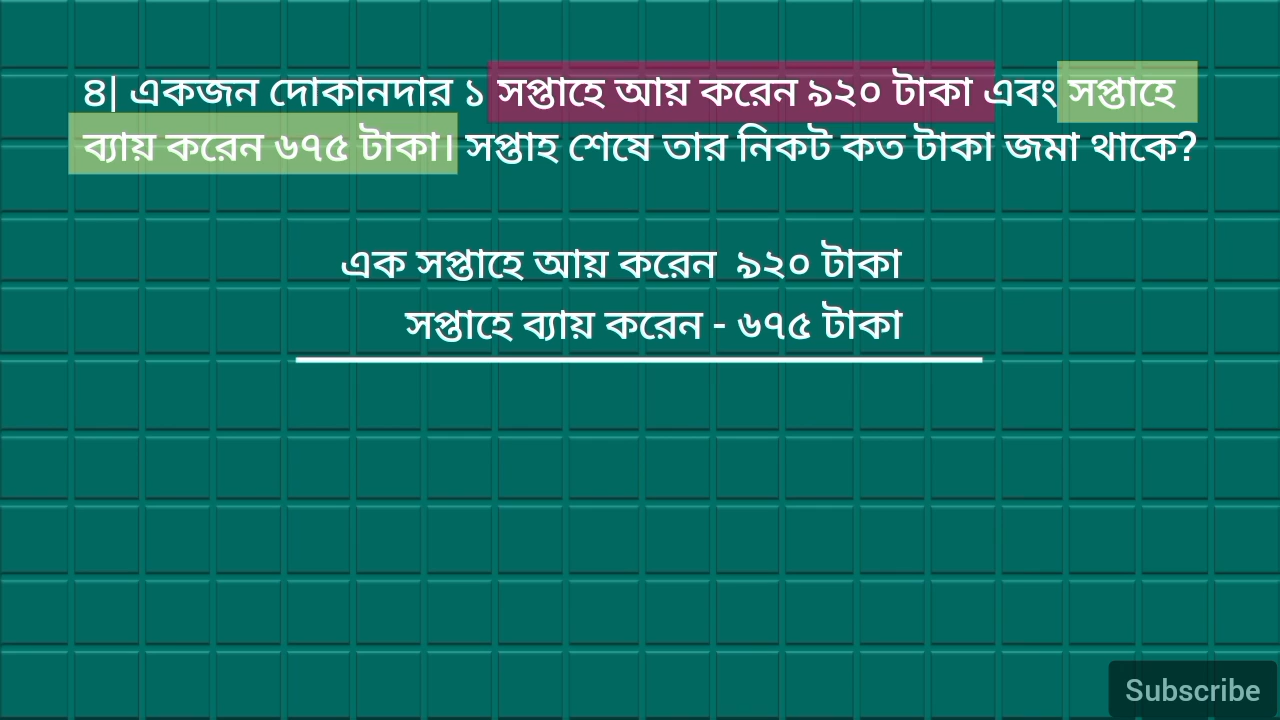 ৪| একজন দোকানদার ১ সপ্তাহে আয় করেন ৯২০ টাকা এবং সপ্তাহে
ব্যায় করেন ৬৭৫ টাকা। সপ্তাহ শেষে তার নিকট কত টাকা জমা থাকে?
এক সপ্তাহে আয় করেন ৯২০ টাকা
সপ্তাহে ব্যায় করেন - ৬৭৫ টাকা
Subscribe